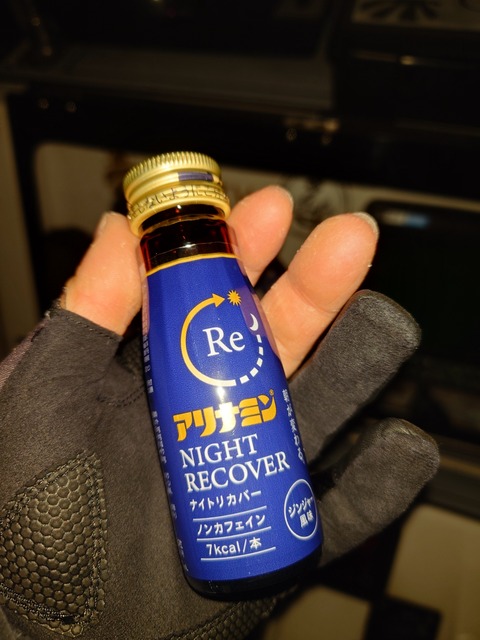 Re
アリナミン
NIGHT
RECOVER
ナイトリカバー
ノンカフェイン
7kcal/本
ジンジャー
風味